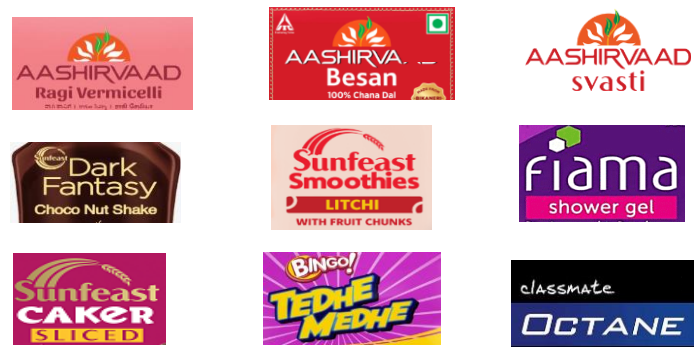 AASHIRVAAD
Ragi Vermicelli
AASHIRVA
Besan
100% Chana Dal
AASHIRVAAD
svasti
Sunfeast
Dark
Fantasy
Choco Nut Shake
Sunfeast
Smoothies
LITCHI
WITH FRUIT CHUNKS
fiama
shower gel
Sunfeast
CAKER
SLICED
BINGO!
TEDHE
MEDHE
classmate
OCTANE